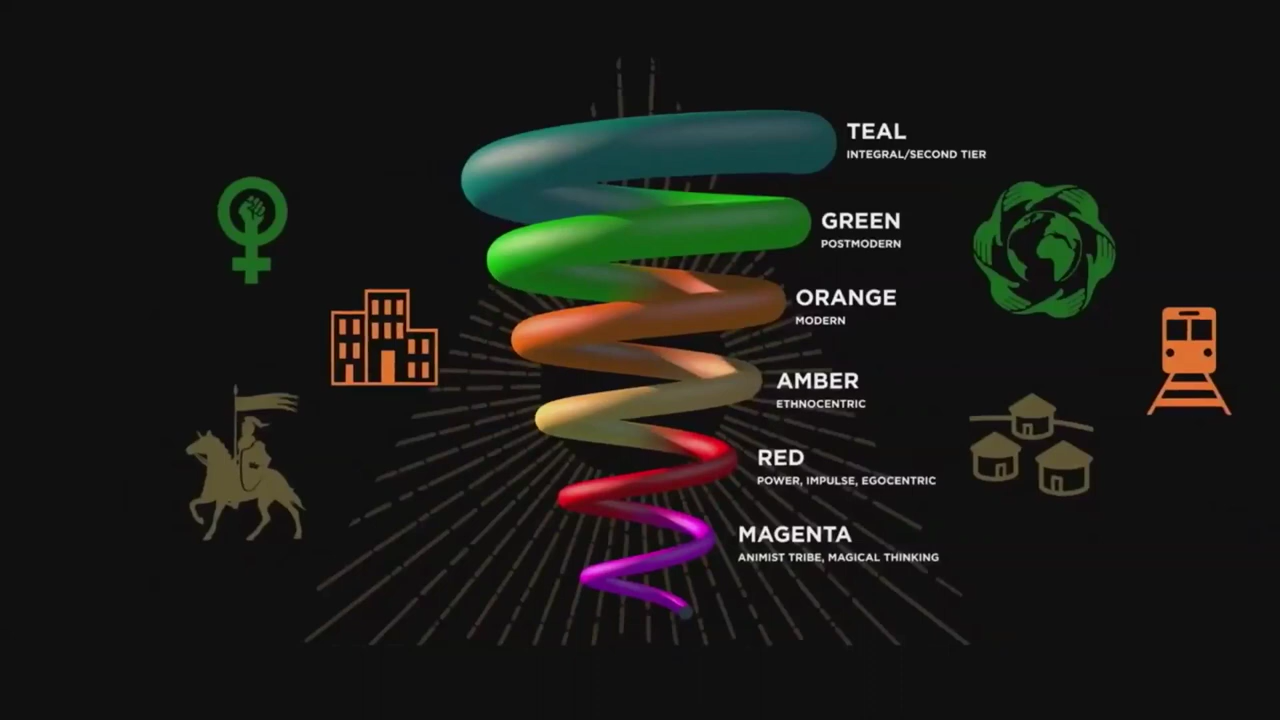 TEAL
INTEGRAL/SECOND TIER
GREEN
POSTMODERN
ORANGE
MODERN
AMBER
ETHNOCENTRIC
RED
POWER, IMPULSE, EGOCENTRIC
MAGENTA
ANIMIST TRIBE, MAGICAL THINKING